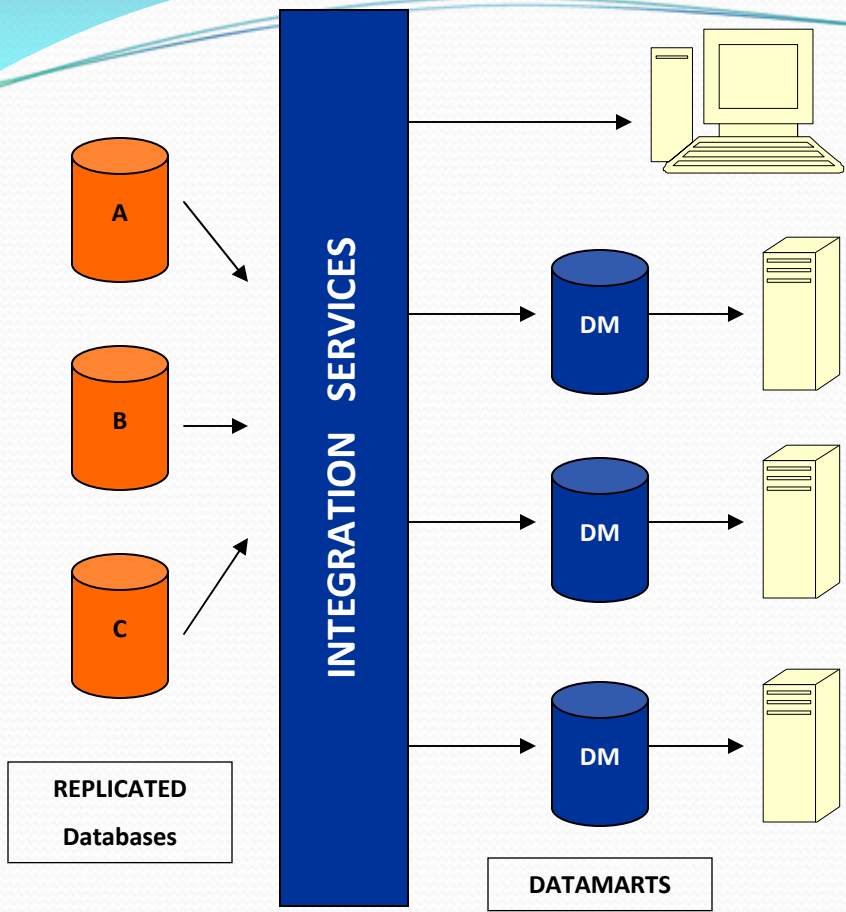 A
B
C
REPLICATED
Databases
INTEGRATION SERVICES
DM
DM
DM
DATAMARTS